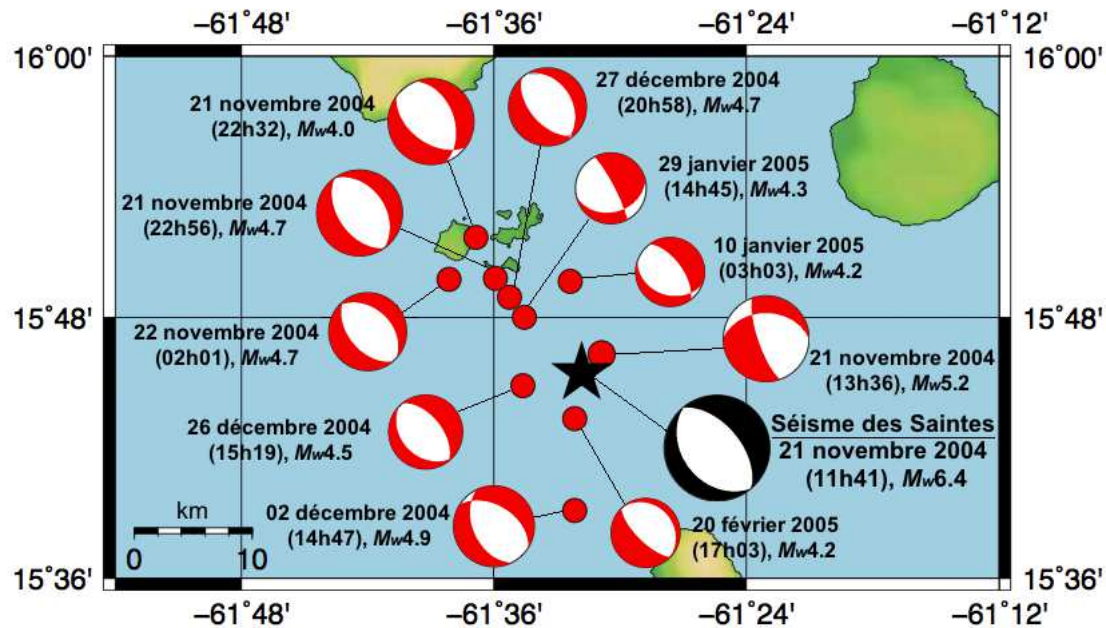 −61˚48' −61˚36' −61˚24' −61˚12'
16˚00' 16˚00'
21 novembre 2004
(22h32), Mw4.0
27 décembre 2004
(20h58), Mw4.7
29 janvier 2005
(14h45), Mw4.3
21 novembre 2004
(22h56), Mw4.7
10 janvier 2005
(03h03), Mw4.2
15˚48' 15˚48'
22 novembre 2004
(02h01), Mw4.7
21 novembre 2004
(13h36), Mw5.2
26 décembre 2004
(15h19), Mw4.5
Séisme des Saintes
21 novembre 2004
(11h41), Mw6.4
02 décembre 2004
(14h47), Mw4.9
20 février 2005
(17h03), Mw4.2
km
0 10
15˚36' 15˚36'
−61˚48' −61˚36' −61˚24' −61˚12'